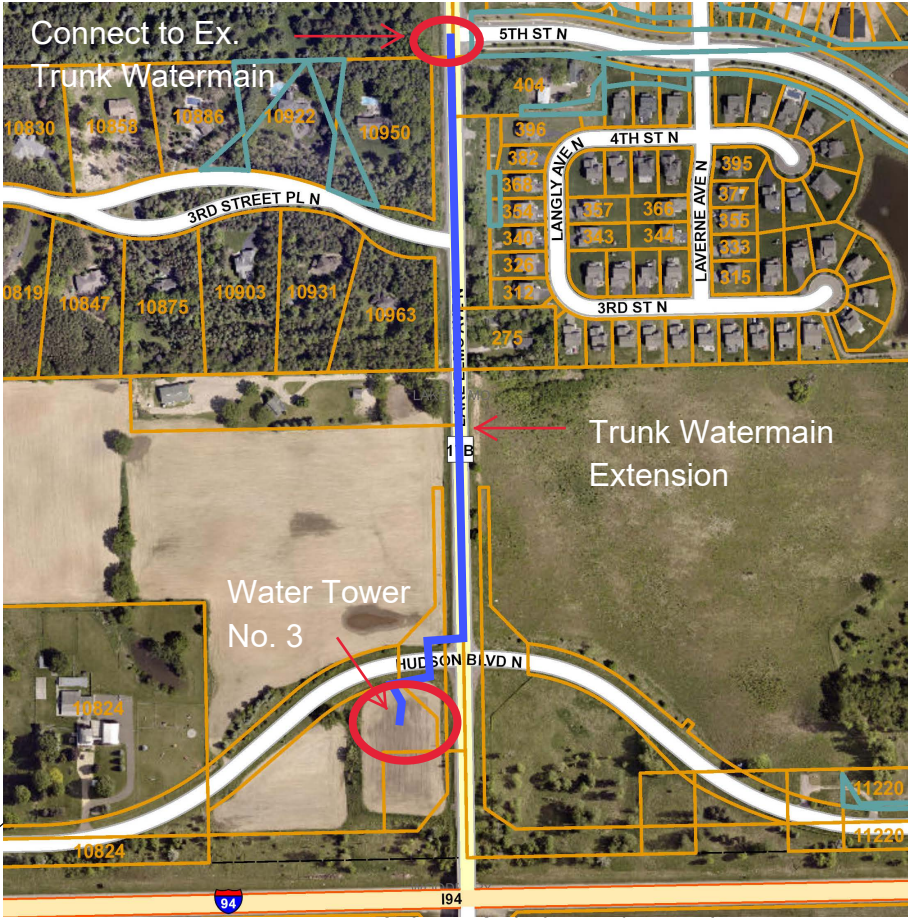 Connect to Ex.
Trunk Watermain
5TH ST N
404
10830
10858
10886
10922
10950
396
382
368
354
340
326
312
4TH ST N
LANGLY AVE N
LAVERNE AVE N
395
377
355
333
315
357
366
343
344
3RD STREET PL N
3RD ST N
275
10819
10847
10875
10903
10931
10963
Trunk Watermain
Extension
Water Tower
No. 3
HUDSON BLVD N
10824
10824
11220
11220
94
I94